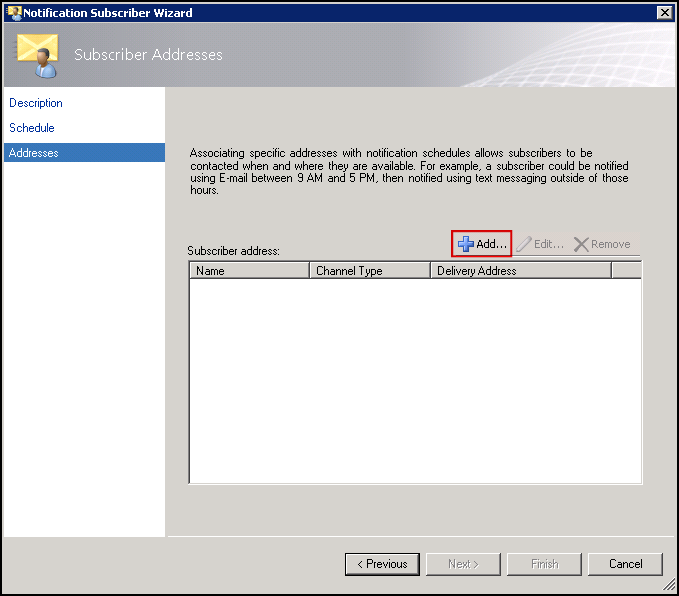 Notification Subscriber Wizard
Subscriber Addresses
Description
Schedule
Addresses
Associating specific addresses with notification schedules allows subscribers to be
contacted when and where they are available. For example, a subscriber could be notified
using E-mail between 9 AM and 5 PM, then notified using text messaging outside of those
hours.
Subscriber address:
Add... Edit... Remove
Name Channel Type Delivery Address
< Previous Next > Finish Cancel